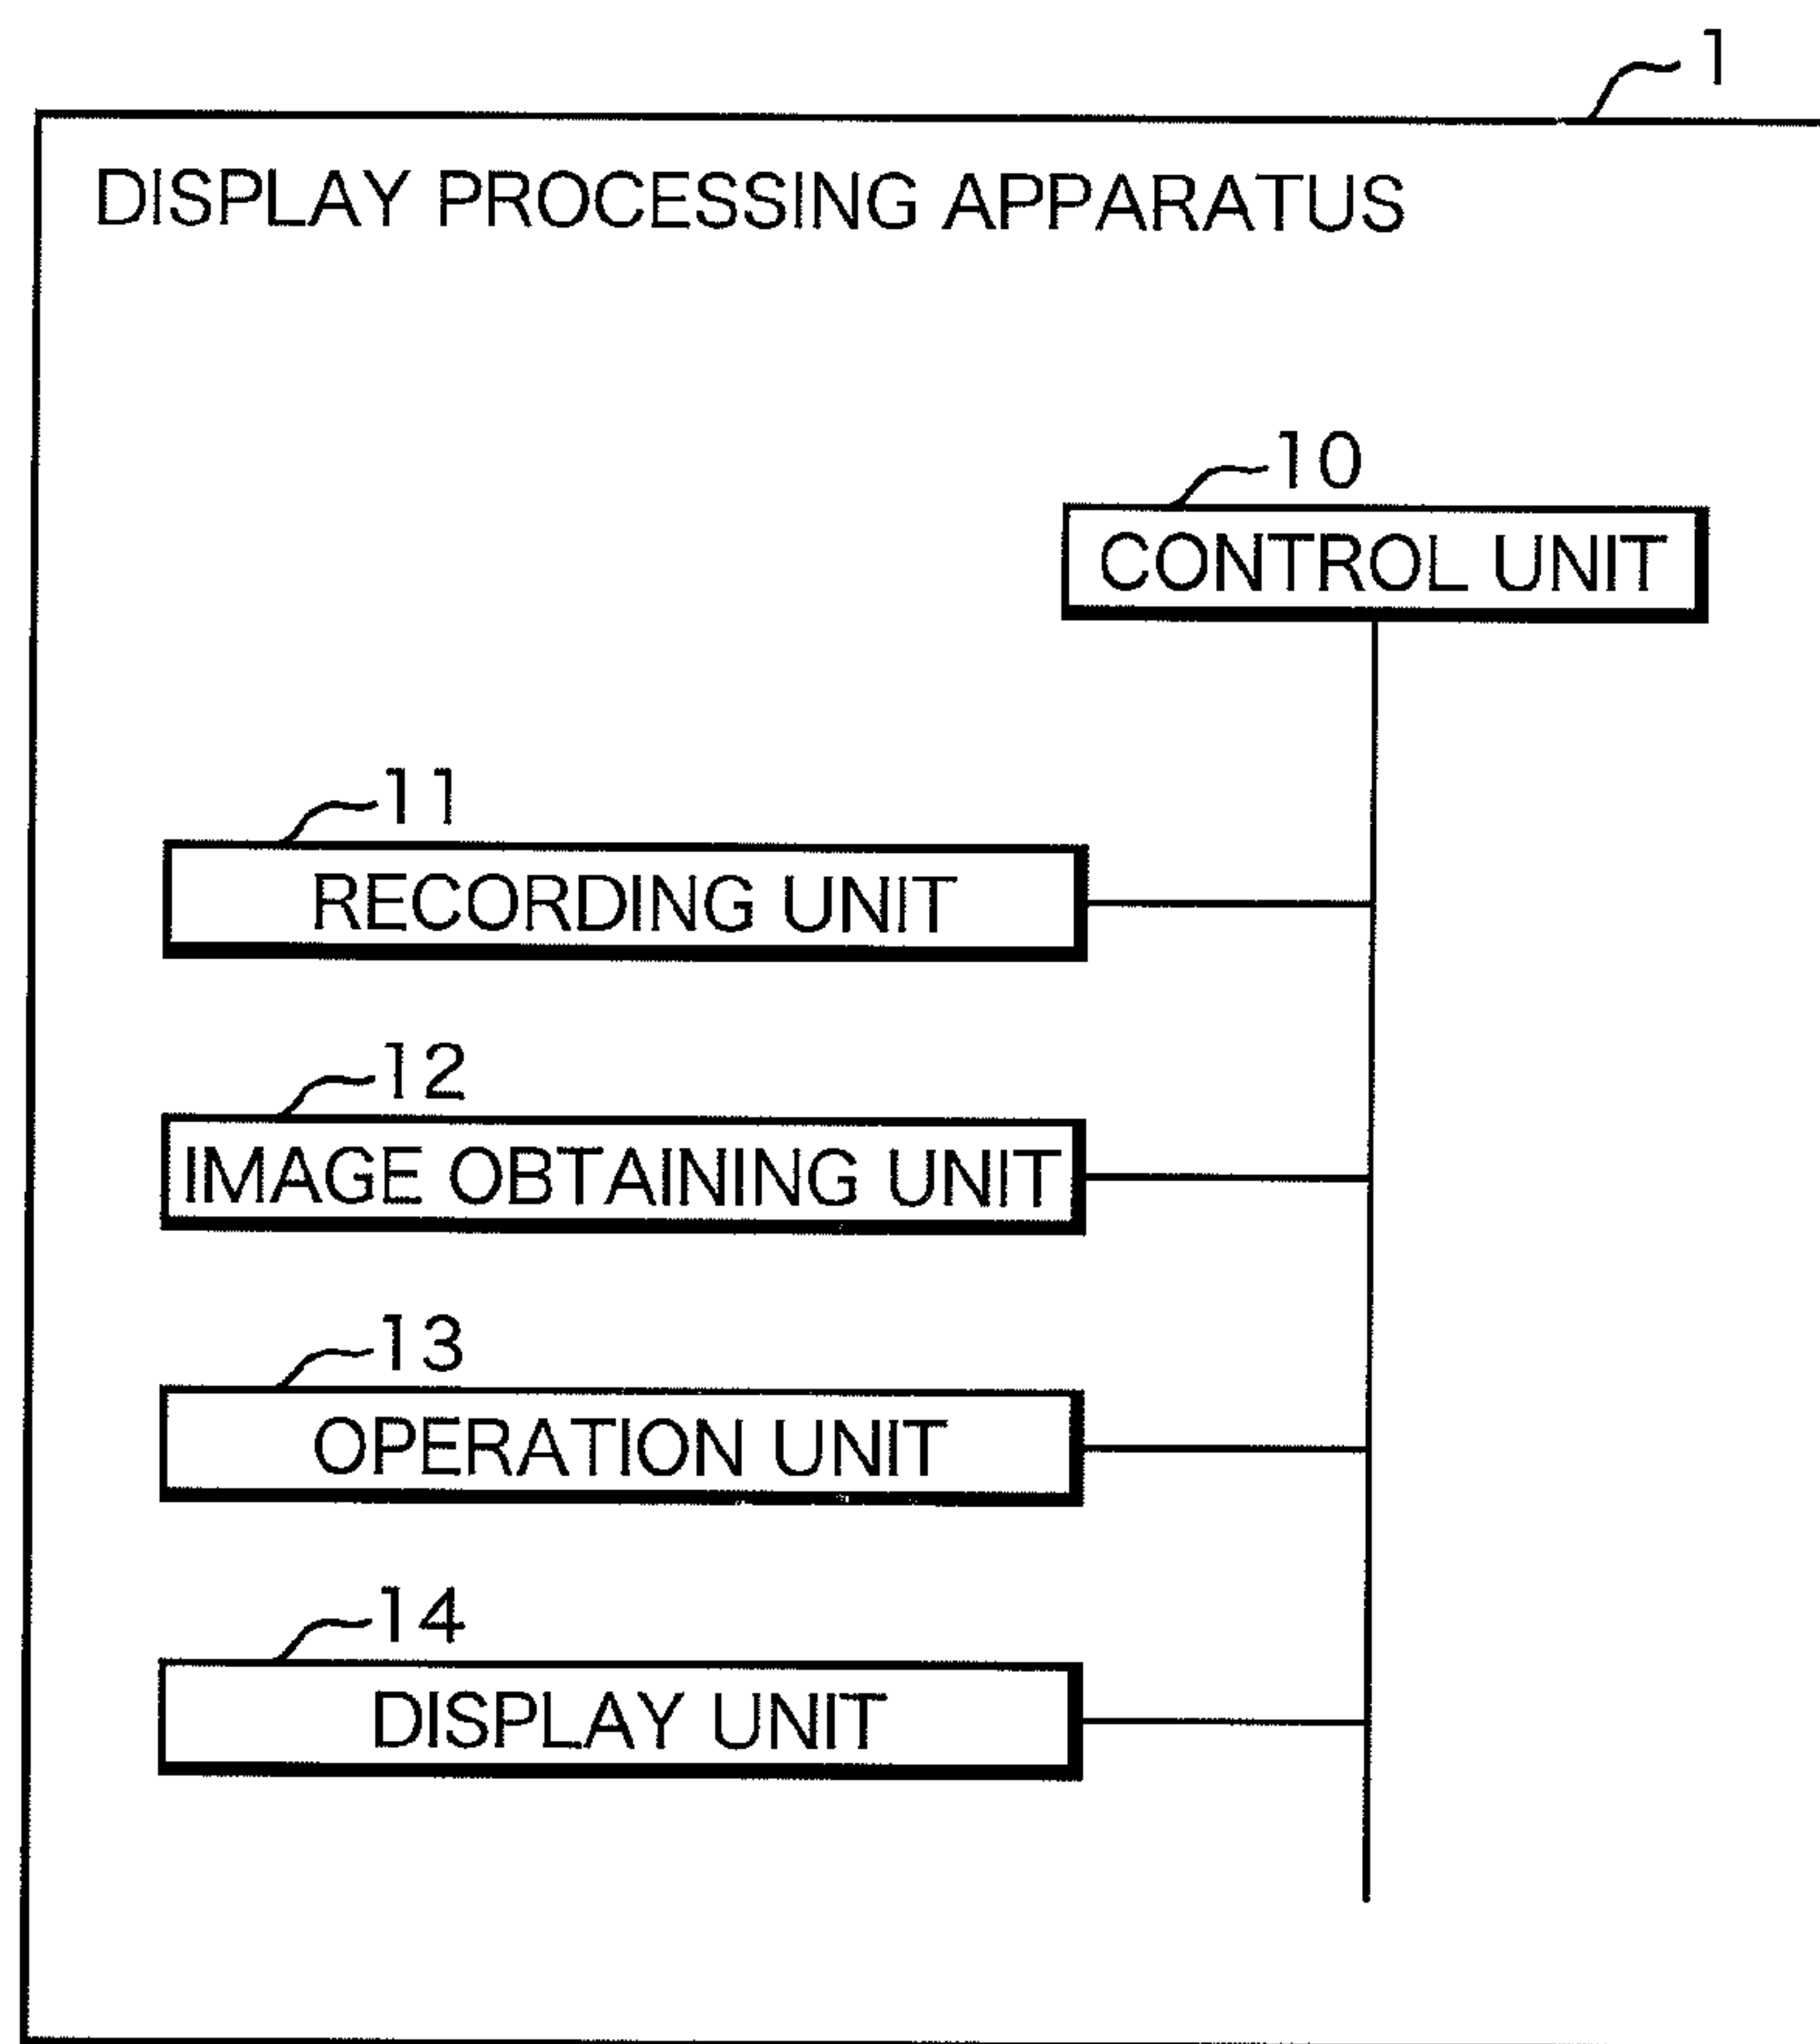 1
DISPLAY PROCESSING APPARATUS
10
CONTROL UNIT
11
RECORDING UNIT
12
IMAGE OBTAINING UNIT
13
OPERATION UNIT
14
DISPLAY UNIT